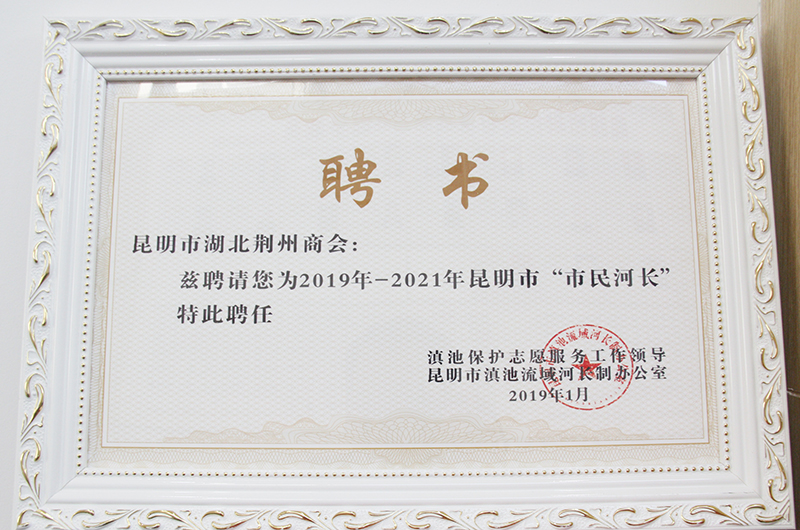 聘 书
昆明市湖北荆州商会：
兹聘请您为2019年-2021年昆明市“市民河长”
特此聘任
滇池保护志愿服务工作领导
昆明市滇池流域河长制办公室
2019年1月